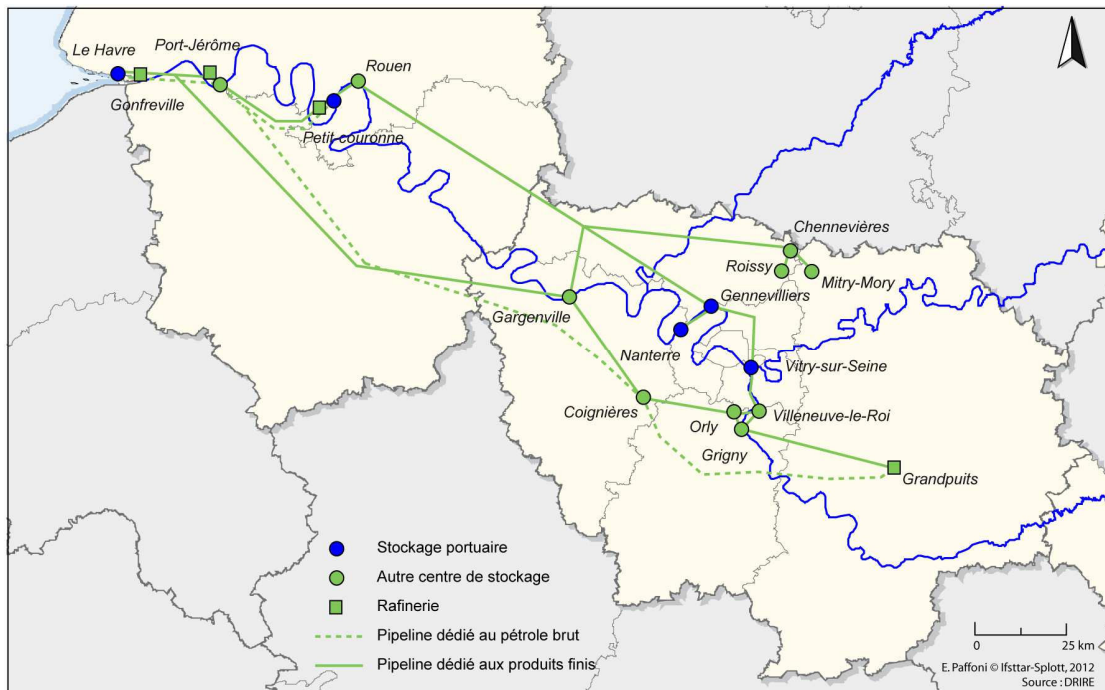 Le Havre
Port-Jérôme
Rouen
Gonfreville
Petit-couronne
Chennevières
Roissy
Mitry-Mory
Gennevilliers
Gargenville
Nanterre
Vitry-sur-Seine
Coignières
Villeneuve-le-Roi
Orly
Grigny
Grandpuits
Stockage portuaire
Autre centre de stockage
Rafinerie
Pipeline dédié au pétrole brut
Pipeline dédié aux produits finis
0 25 km
E. Paffoni © Ifsttar-Splott, 2012
Source : DRIRE